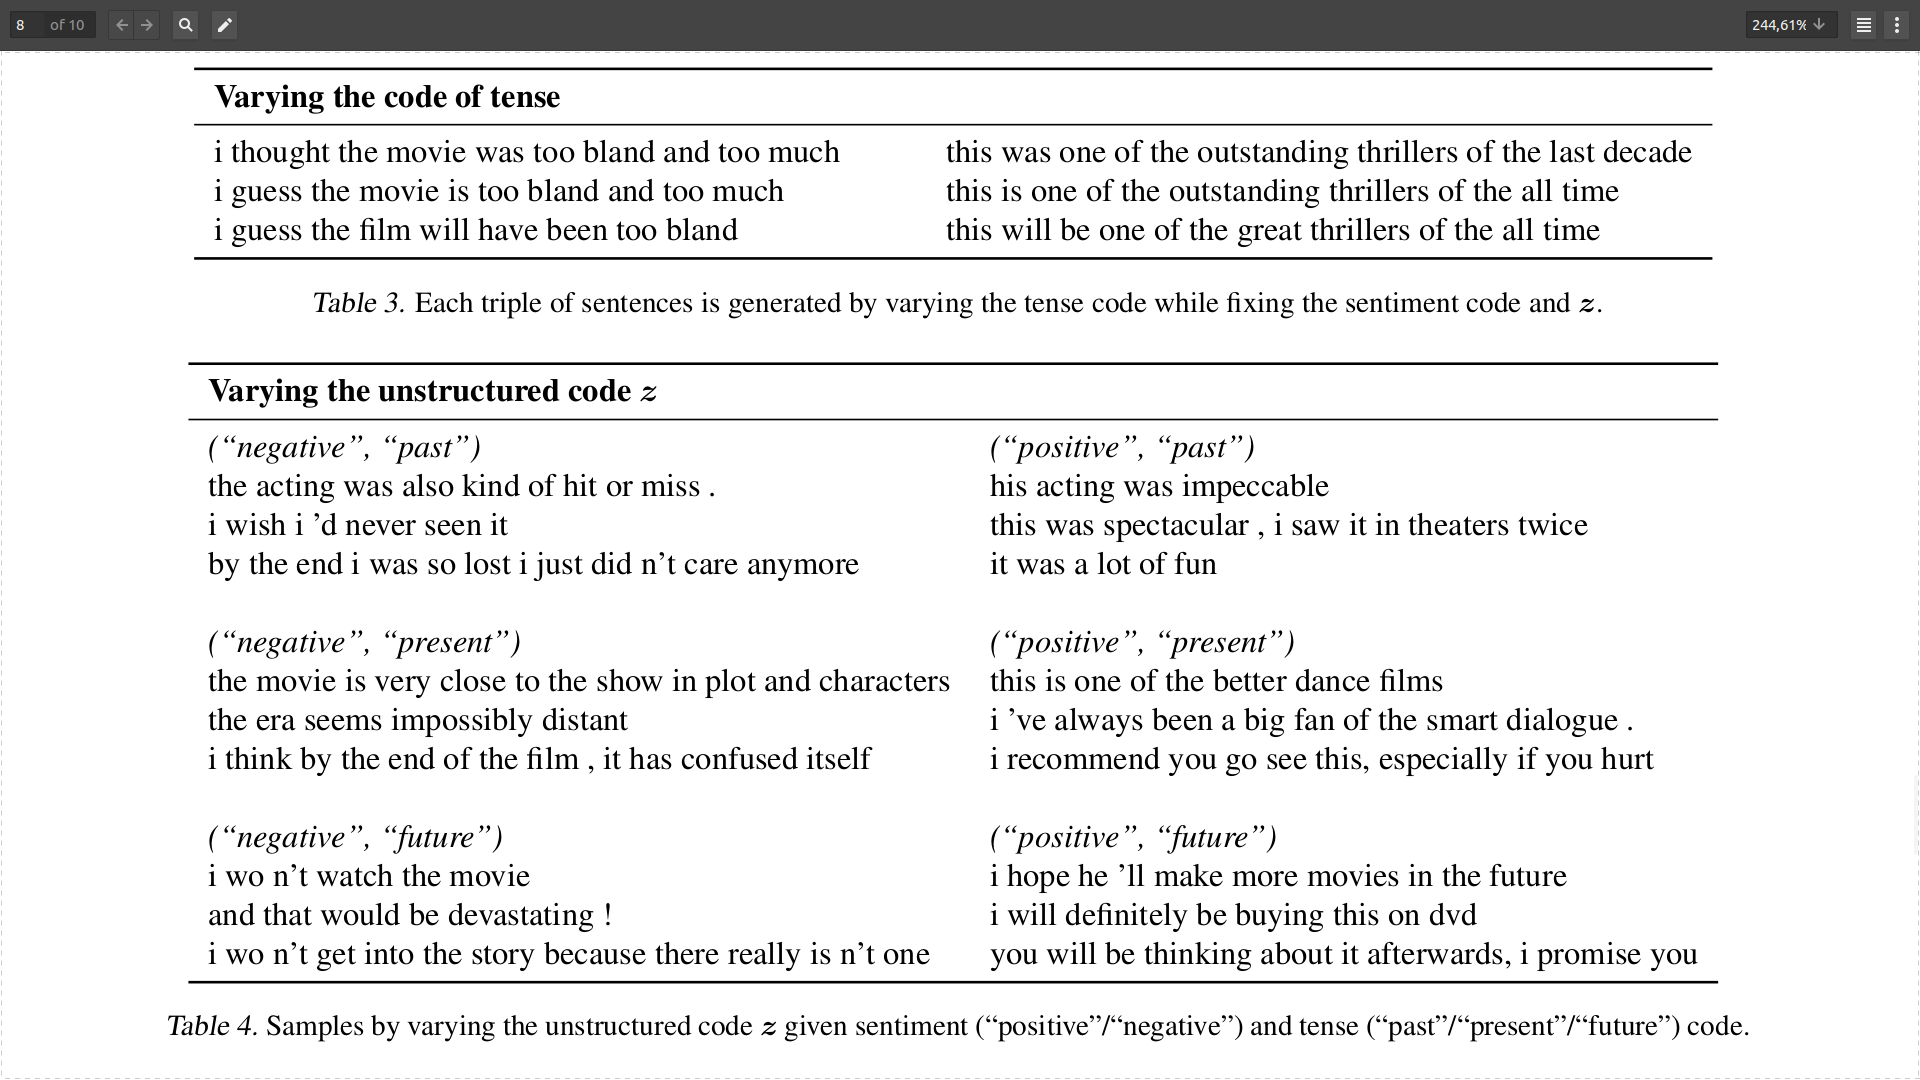 8 of 10
244,61%
Varying the code of tense
i thought the movie was too bland and too much
i guess the movie is too bland and too much
i guess the film will have been too bland
this was one of the outstanding thrillers of the last decade
this is one of the outstanding thrillers of the all time
this will be one of the great thrillers of the all time
Table 3. Each triple of sentences is generated by varying the tense code while fixing the sentiment code and z.
Varying the unstructured code z
(“negative”, “past”)
the acting was also kind of hit or miss .
i wish i ’d never seen it
by the end i was so lost i just did n’t care anymore
(“positive”, “past”)
his acting was impeccable
this was spectacular , i saw it in theaters twice
it was a lot of fun
(“negative”, “present”)
the movie is very close to the show in plot and characters
the era seems impossibly distant
i think by the end of the film , it has confused itself
(“positive”, “present”)
this is one of the better dance films
i ’ve always been a big fan of the smart dialogue .
i recommend you go see this, especially if you hurt
(“negative”, “future”)
i wo n’t watch the movie
and that would be devastating !
i wo n’t get into the story because there really is n’t one
(“positive”, “future”)
i hope he ’ll make more movies in the future
i will definitely be buying this on dvd
you will be thinking about it afterwards, i promise you
Table 4. Samples by varying the unstructured code z given sentiment (“positive”/“negative”) and tense (“past”/“present”/“future”) code.